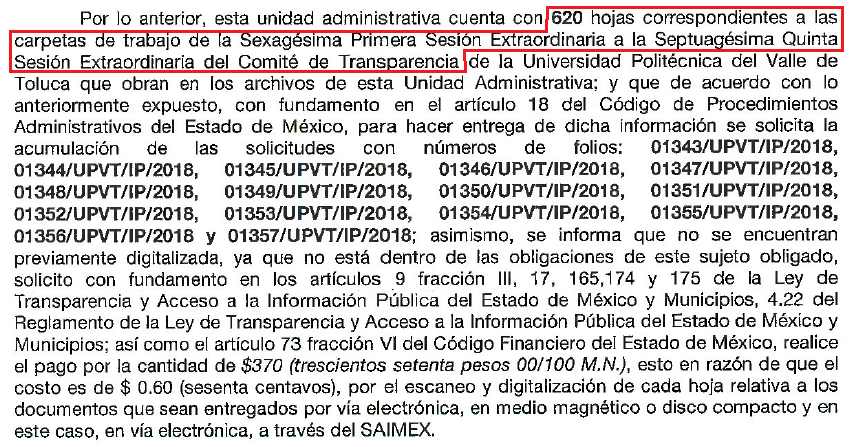 Por lo anterior, esta unidad administrativa cuenta con 620 hojas correspondientes a las
carpetas de trabajo de la Sexagésima Primera Sesión Extraordinaria a la Septuagésima Quinta
Sesión Extraordinaria del Comité de Transparencia de la Universidad Politécnica del Valle de
Toluca que obran en los archivos de esta Unidad Administrativa; y que de acuerdo con lo
anteriormente expuesto, con fundamento en el artículo 18 del Código de Procedimientos
Administrativos del Estado de México, para hacer entrega de dicha información se solicita la
acumulación de las solicitudes con números de folios: 01343/UPVT/IP/2018,
01344/UPVT/IP/2018, 01345/UPVT/IP/2018, 01346/UPVT/IP/2018, 01347/UPVT/IP/2018,
01348/UPVT/IP/2018, 01349/UPVT/IP/2018, 01350/UPVT/IP/2018, 01351/UPVT/IP/2018,
01352/UPVT/IP/2018, 01353/UPVT/IP/2018, 01354/UPVT/IP/2018, 01355/UPVT/IP/2018,
01356/UPVT/IP/2018 y 01357/UPVT/IP/2018; asimismo, se informa que no se encuentran
previamente digitalizada, ya que no está dentro de las obligaciones de este sujeto obligado,
solicito con fundamento en los artículos 9 fracción III, 17, 165,174 y 175 de la Ley de
Transparencia y Acceso a la Información Pública del Estado de México y Municipios, 4.22 del
Reglamento de la Ley de Transparencia y Acceso a la Información Pública del Estado de México y
Municipios; así como el artículo 73 fracción VI del Código Financiero del Estado de México, realice
el pago por la cantidad de $370 (trescientos setenta pesos 00/100 M.N.), esto en razón de que el
costo es de $ 0.60 (sesenta centavos), por el escaneo y digitalización de cada hoja relativa a los
documentos que sean entregados por vía electrónica, en medio magnético o disco compacto y en
este caso, en vía electrónica, a través del SAIMEX.